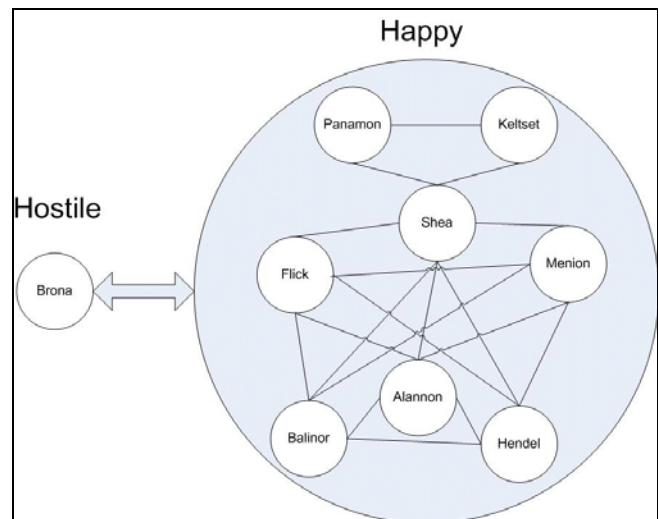 Happy
Panamon
Keltset
Hostile
Shea
Flick
Menion
Brona
Alannon
Balinor
Hendel